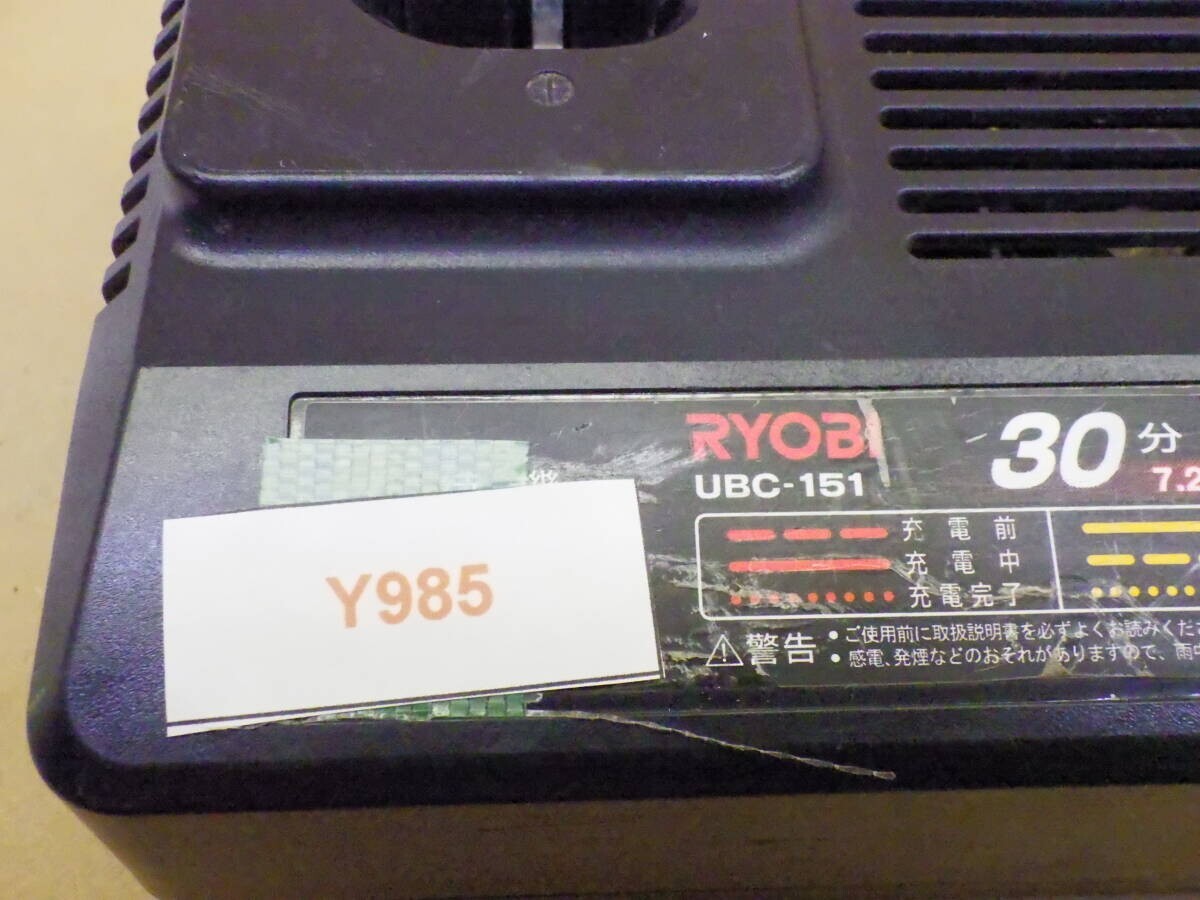 RYOBI
UBC-151
30分
7.2
充電前
充電中
充電完了
Y985
警告
・ご使用前に取扱説明書を必ずよくお読みくださ
・感電、発煙などのおそれがありますので、雨中